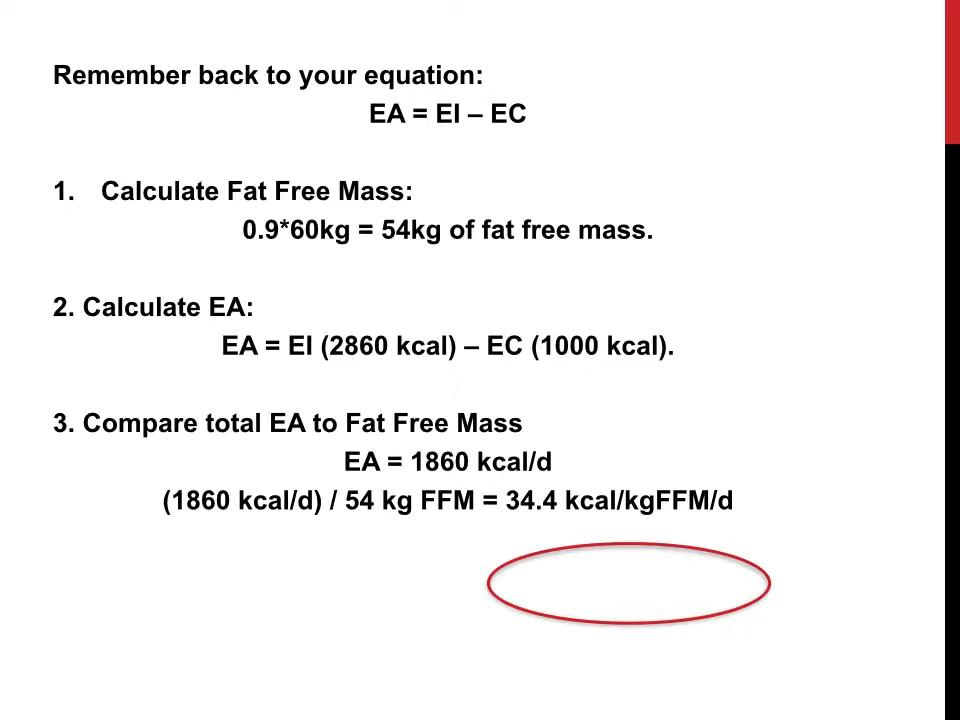 Remember back to your equation:
EA = EI – EC
1. Calculate Fat Free Mass:
0.9*60kg = 54kg of fat free mass.
2. Calculate EA:
EA = EI (2860 kcal) – EC (1000 kcal).
3. Compare total EA to Fat Free Mass
EA = 1860 kcal/d
(1860 kcal/d) / 54 kg FFM = 34.4 kcal/kgFFM/d